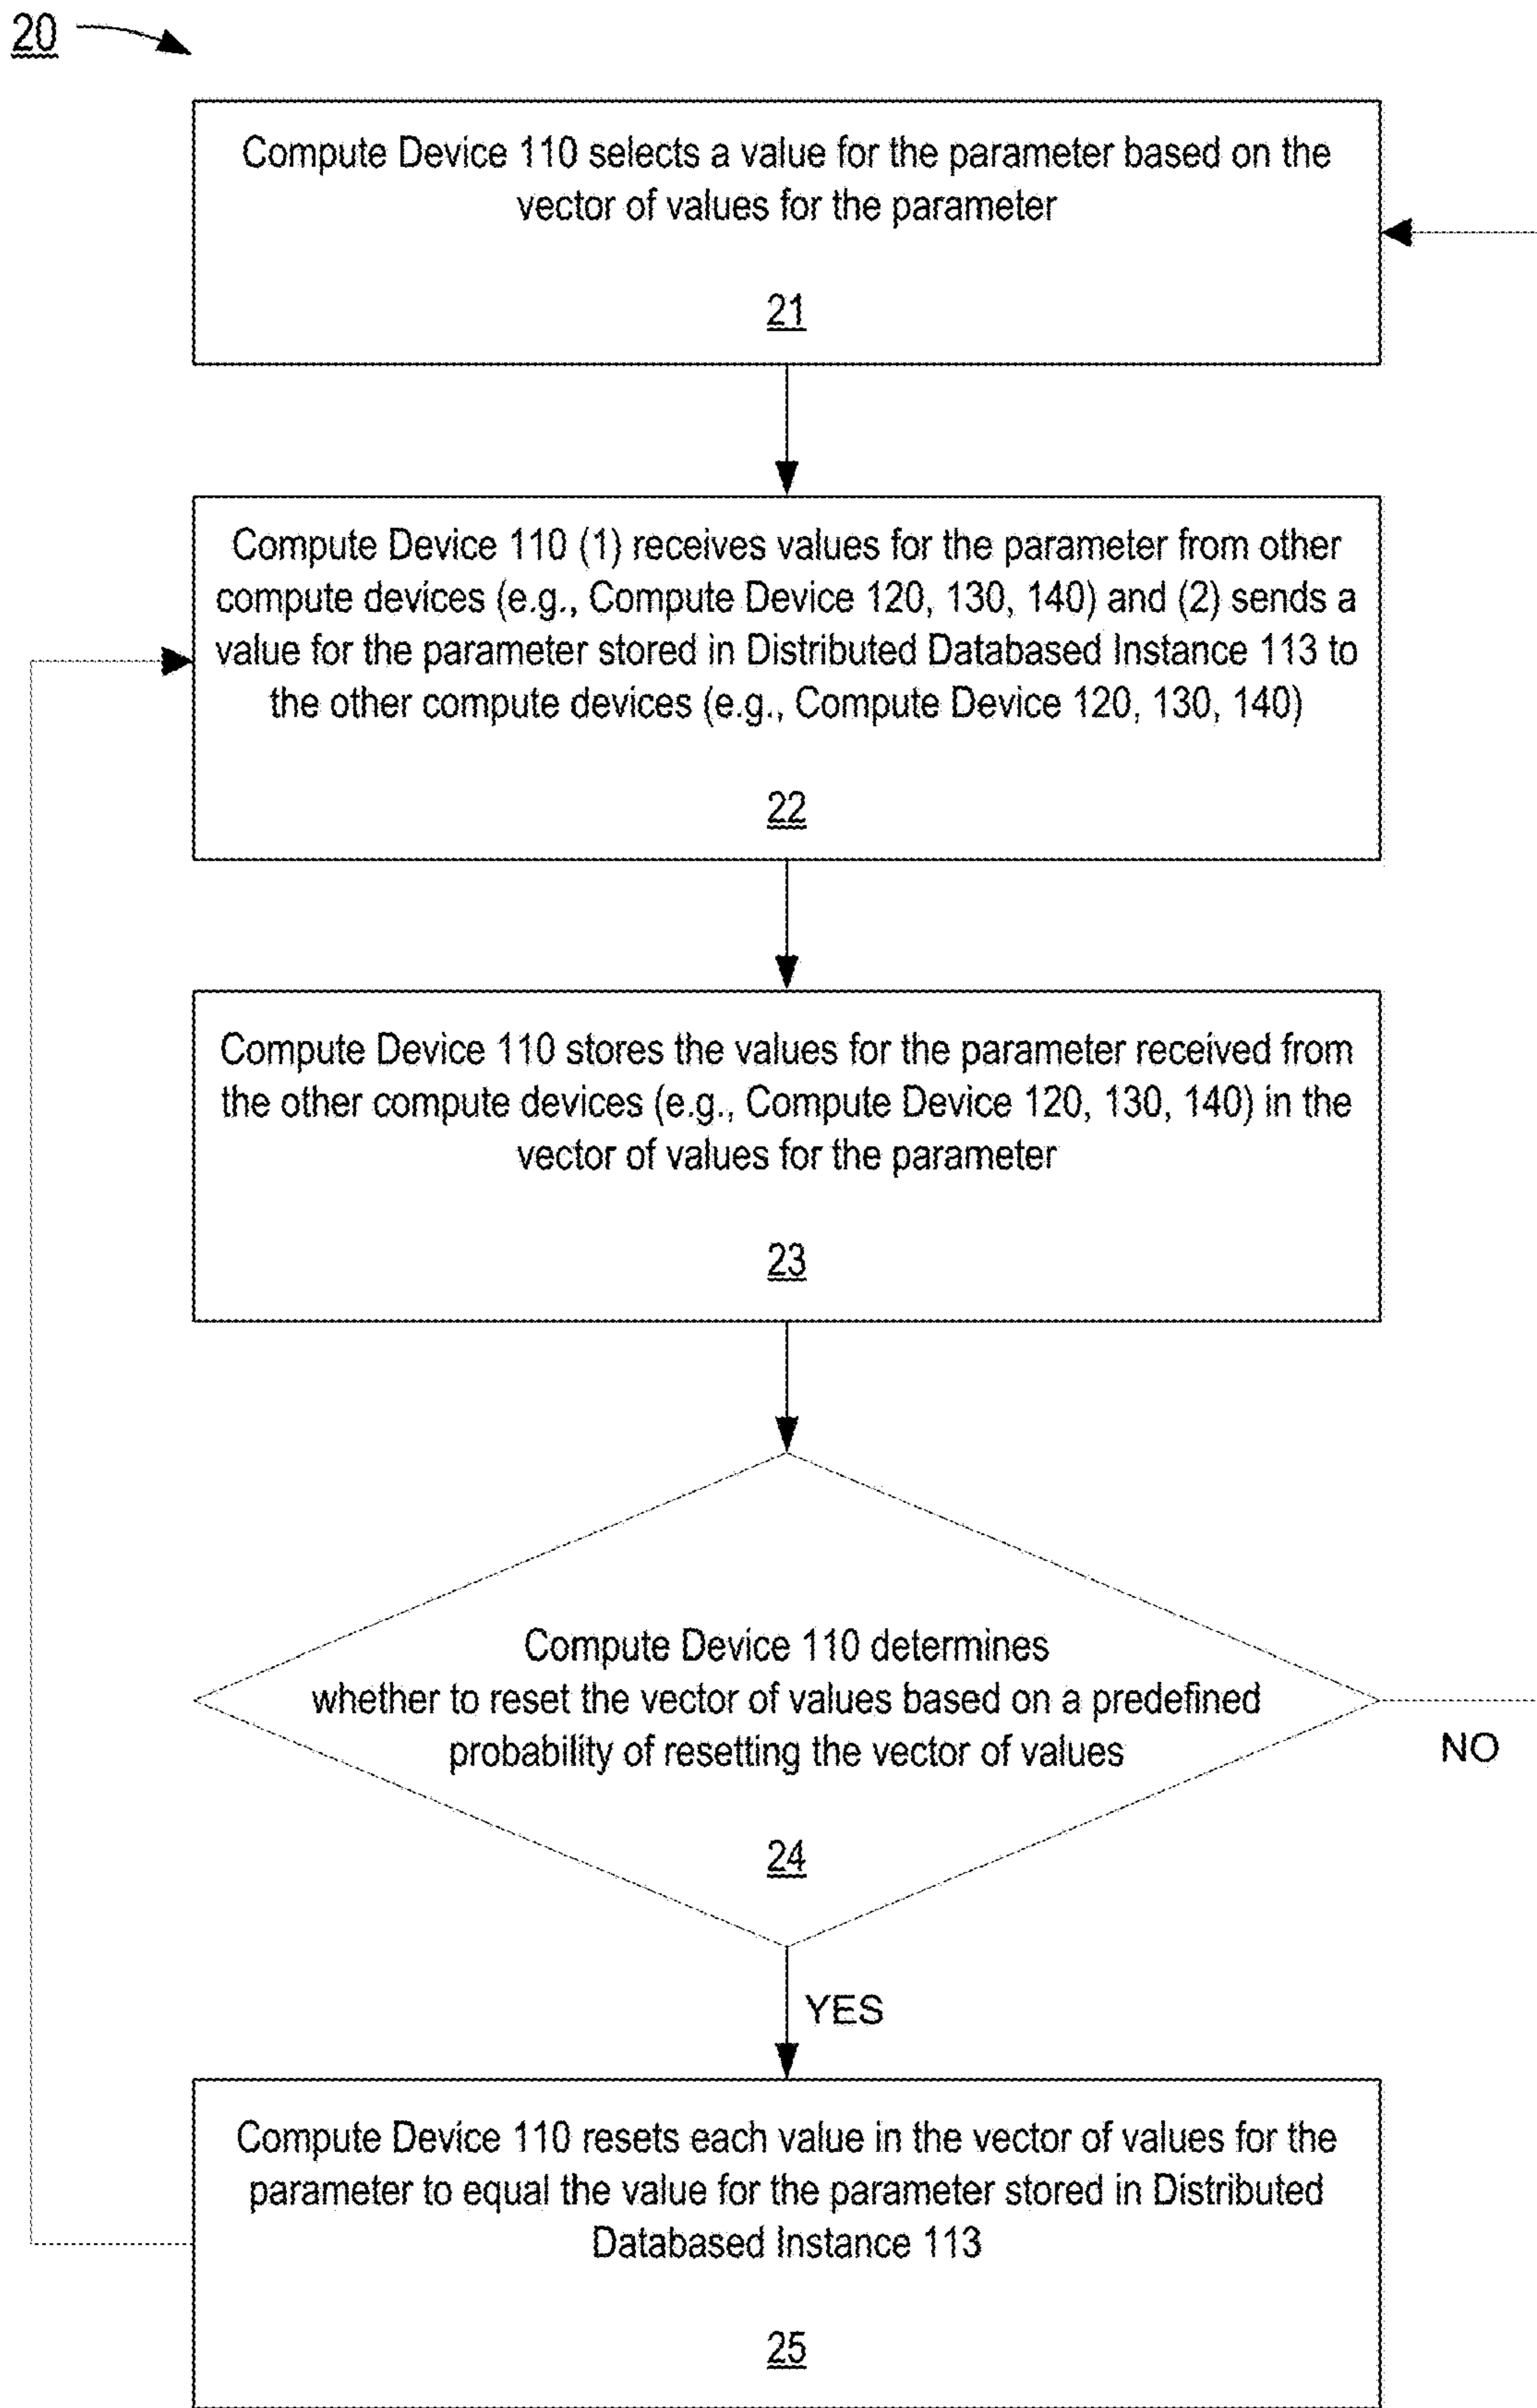 20
Compute Device 110 selects a value for the parameter based on the
vector of values for the parameter
21
Compute Device 110 (1) receives values for the parameter from other
compute devices (e.g., Compute Device 120, 130, 140) and (2) sends a
value for the parameter stored in Distributed Databased Instance 113 to
the other compute devices (e.g., Compute Device 120, 130, 140)
22
Compute Device 110 stores the values for the parameter received from
the other compute devices (e.g., Compute Device 120, 130, 140) in the
vector of values for the parameter
23
Compute Device 110 determines
whether to reset the vector of values based on a predefined
probability of resetting the vector of values
24
NO
YES
Compute Device 110 resets each value in the vector of values for the
parameter to equal the value for the parameter stored in Distributed
Databased Instance 113
25